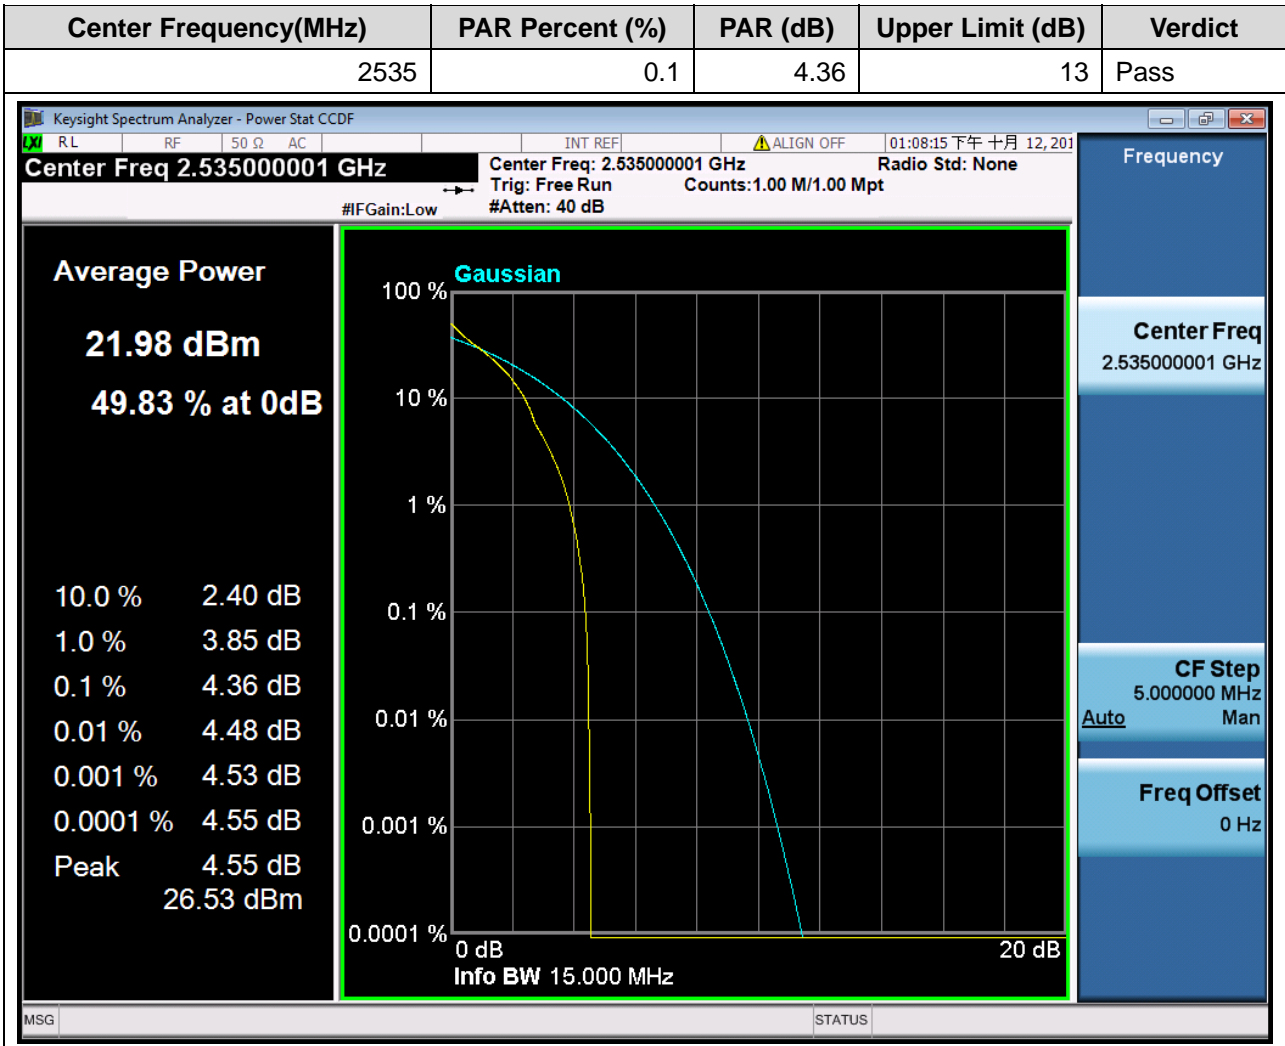 Center Frequency(MHz) PAR Percent (%) PAR (dB) Upper Limit (dB) Verdict
2535 0.1 4.36 13 Pass
Keysight Spectrum Analyzer - Power Stat CCDF
LXI RL RF 50 Ω AC INT REF ALIGN OFF 01:08:15 下午 十月 12, 201
Center Freq 2.535000001 GHz
Center Freq: 2.535000001 GHz Radio Std: None
Trig: Free Run Counts:1.00 M/1.00 Mpt
#IFGain:Low #Atten: 40 dB
Average Power
21.98 dBm
49.83 % at 0dB
10.0 % 2.40 dB
1.0 % 3.85 dB
0.1 % 4.36 dB
0.01 % 4.48 dB
0.001 % 4.53 dB
0.0001 % 4.55 dB
Peak 4.55 dB
26.53 dBm
Gaussian
100 %
10 %
1 %
0.1 %
0.01 %
0.001 %
0.0001 %
0 dB 20 dB
Info BW 15.000 MHz
Frequency
Center Freq
2.535000001 GHz
CF Step
5.000000 MHz
Auto Man
Freq Offset
0 Hz
MSG STATUS